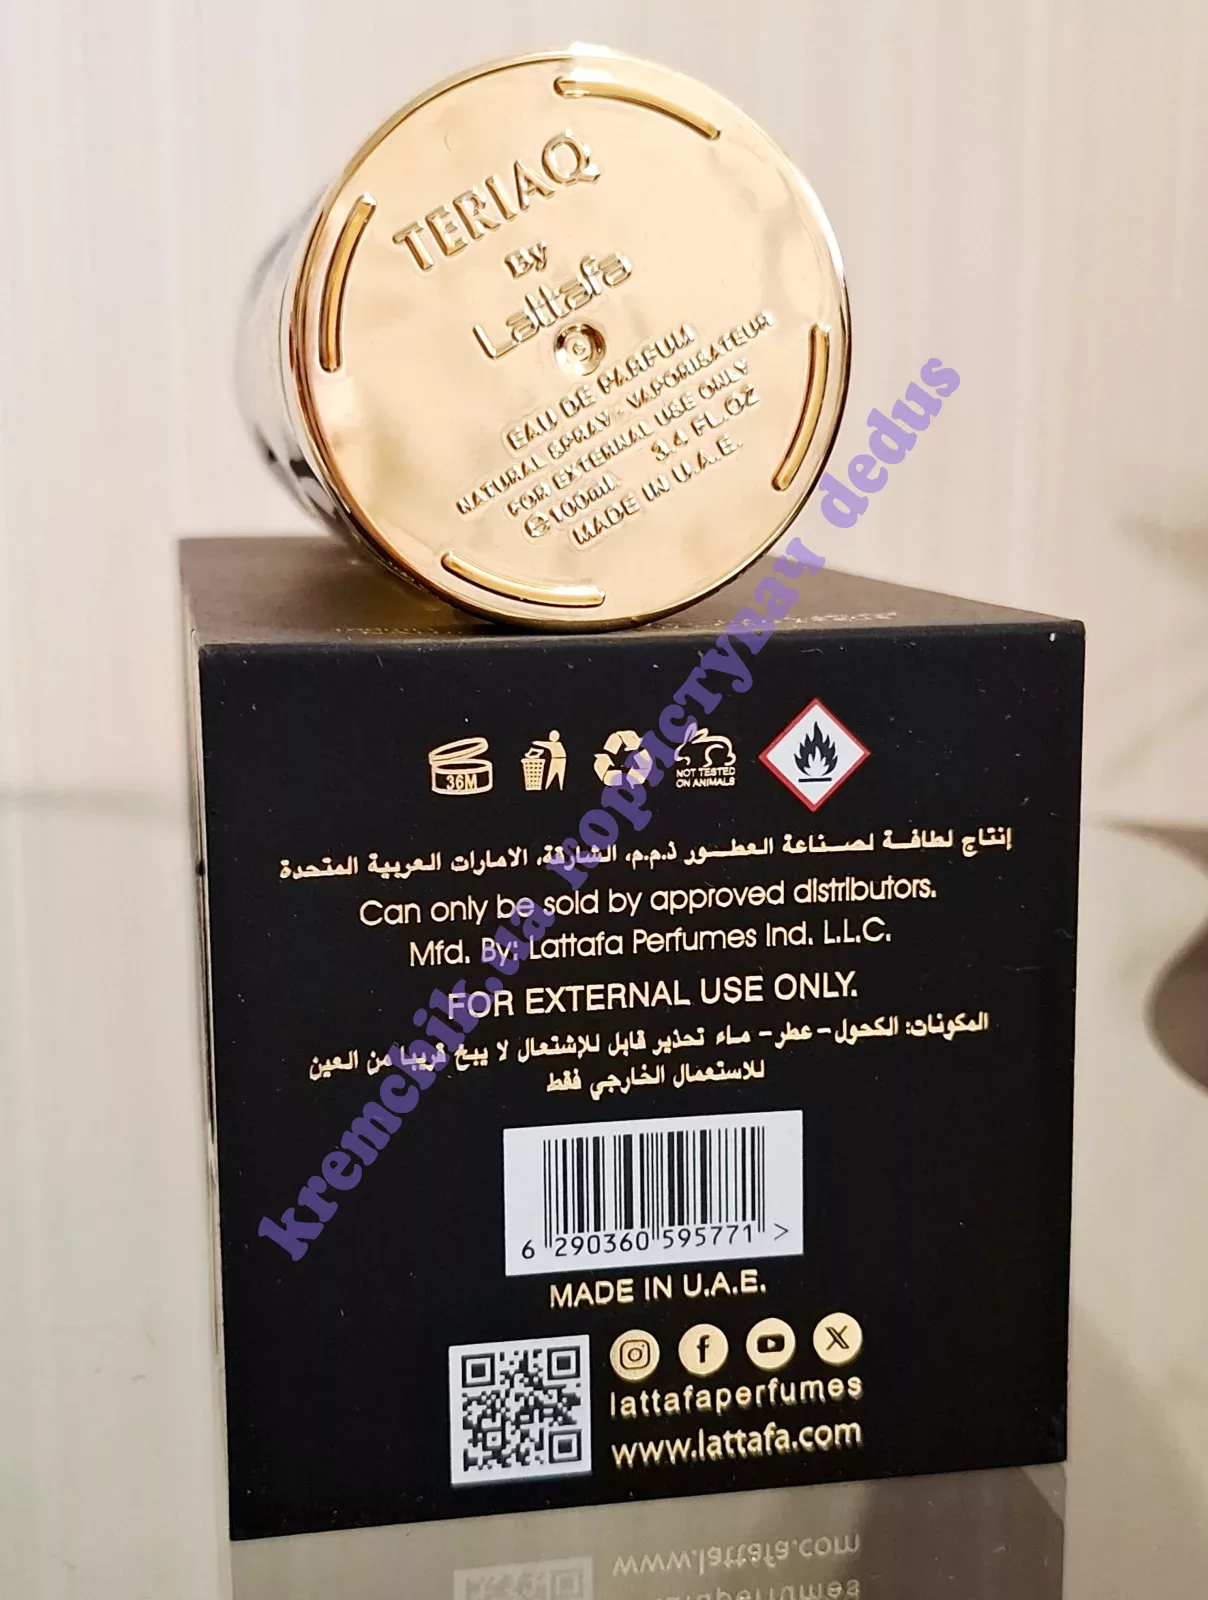 TERIAQ
By
Lattafa
EAU DE PARFUM
NATURAL SPRAY - VAPORISATEUR
FOR EXTERNAL USE ONLY
℮100ml. 3.4 FL.OZ
MADE IN U.A.E.
36M
NOT TESTED
ON ANIMALS
إنتاج لطافة لصناعة العطور ذ.م.م، الشارقة، الامارات العربية المتحدة
Can only be sold by approved distributors.
Mfd. By: Lattafa Perfumes Ind. L.L.C.
FOR EXTERNAL USE ONLY.
المكونات: الكحول - عطر - ماء تحذير قابل للإشتعال لا يبخ قريبا من العين
للاستعمال الخارجي فقط
6 290360 595771 >
MADE IN U.A.E.
lattafaperfumes
www.lattafa.com
www.lattafa.com
lattafaperfumes
kremchik.ua користувач dedus